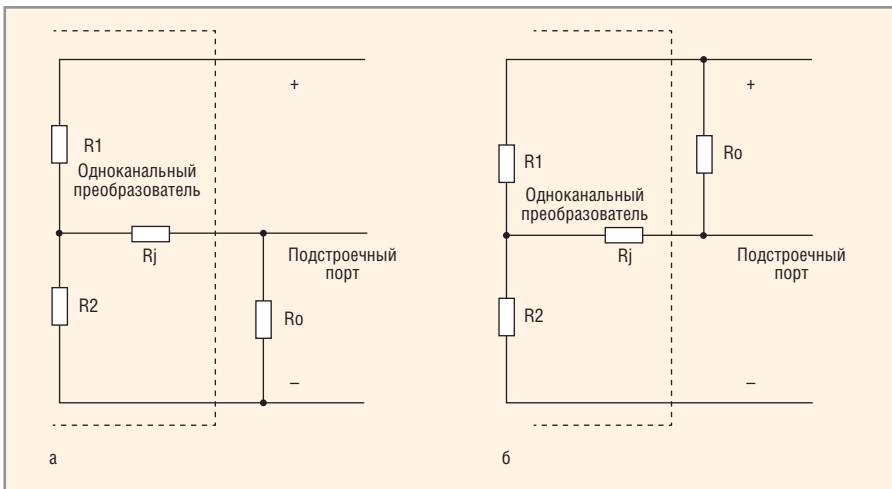 +
R1
Одноканальный
преобразователь
Rj
Подстроечный
порт
R2
Ro
–
а
+
Ro
R1
Одноканальный
преобразователь
Rj
Подстроечный
порт
R2
–
б